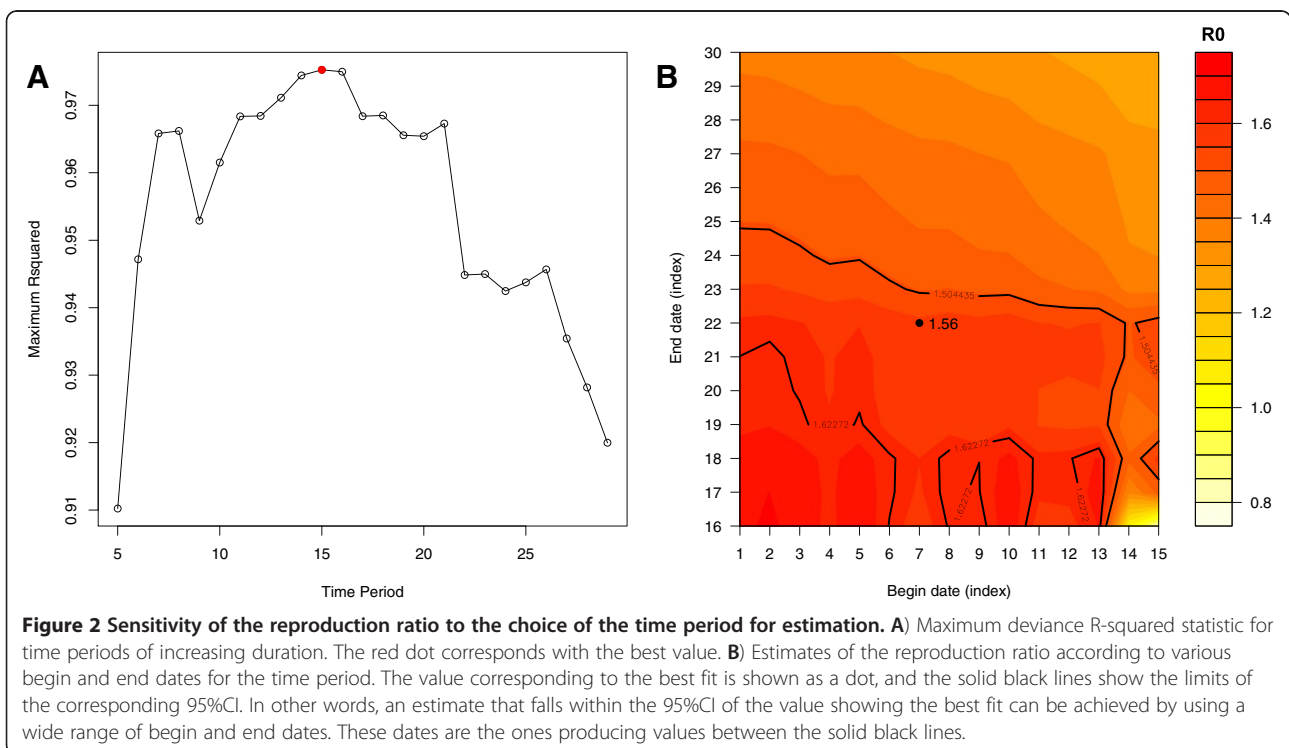 A
Maximum Rsquared
0.97
0.96
0.95
0.94
0.93
0.92
0.91
5 10 15 20 25
Time Period
B
End date (index)
30
29
28
27
26
25
24
23
22
21
20
19
18
17
16
1.504435
1.56
1.504435
1.62272
1.62272
1.62272
1.62272
1 2 3 4 5 6 7 8 9 10 11 12 13 14 15
Begin date (index)
R0
1.6
1.4
1.2
1.0
0.8
Figure 2 Sensitivity of the reproduction ratio to the choice of the time period for estimation. A) Maximum deviance R-squared statistic for
time periods of increasing duration. The red dot corresponds with the best value. B) Estimates of the reproduction ratio according to various
begin and end dates for the time period. The value corresponding to the best fit is shown as a dot, and the solid black lines show the limits of
the corresponding 95%CI. In other words, an estimate that falls within the 95%CI of the value showing the best fit can be achieved by using a
wide range of begin and end dates. These dates are the ones producing values between the solid black lines.